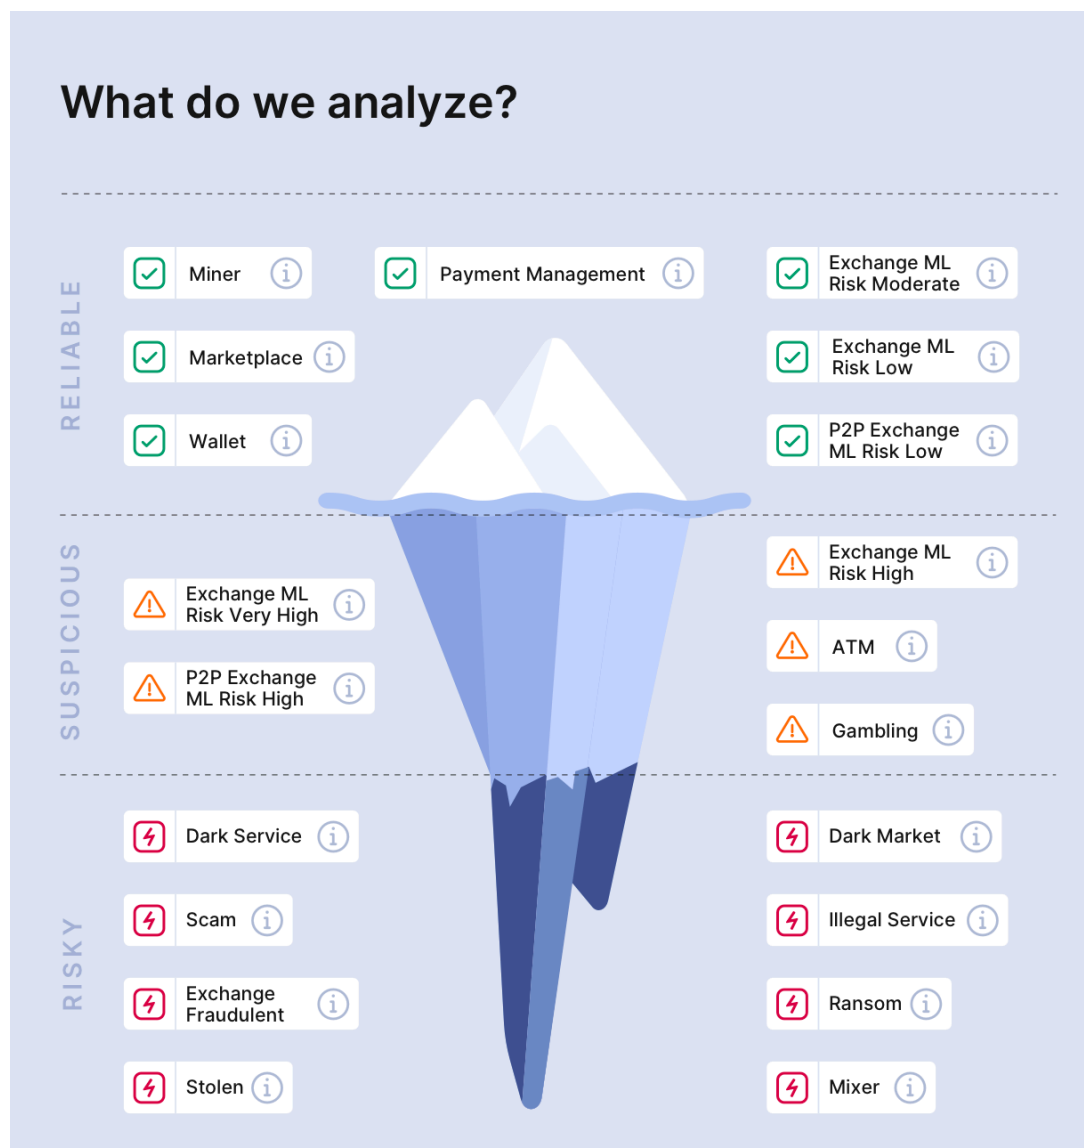 What do we analyze?
RELIABLE
Miner
Payment Management
Exchange ML
Risk Moderate
Marketplace
Exchange ML
Risk Low
Wallet
P2P Exchange
ML Risk Low
SUSPICIOUS
Exchange ML
Risk High
Exchange ML
Risk Very High
ATM
P2P Exchange
ML Risk High
Gambling
RISKY
Dark Service
Dark Market
Scam
Illegal Service
Exchange
Fraudulent
Ransom
Stolen
Mixer